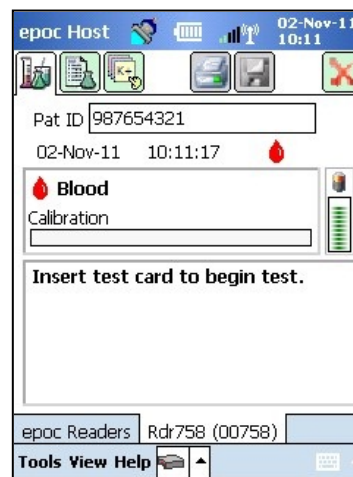 epoc Host 02-Nov-11
10:11
K+
Pat ID 987654321
02-Nov-11 10:11:17
Blood
Calibration
Insert test card to begin test.
epoc Readers Rdr758 (00758)
Tools View Help